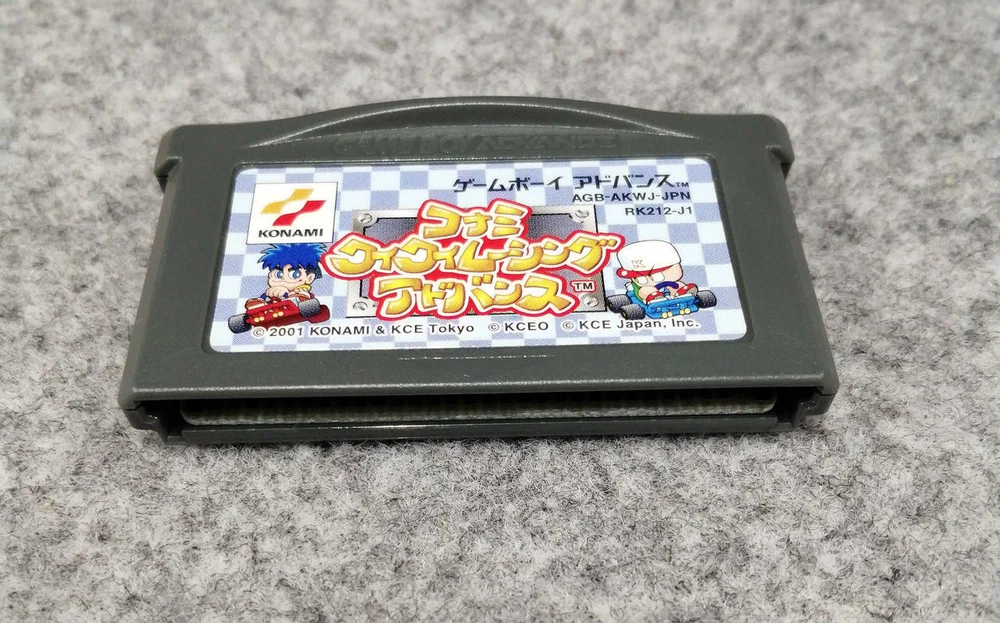 GAME BOY ADVANCE
KONAMI
ゲームボーイ アドバンス™
AGB-AKWJ-JPN
RK212-J1
コナミ
ワイワイレーシング
アドバンス™
K
© 2001 KONAMI & KCE Tokyo © KCEO © KCE Japan, Inc.